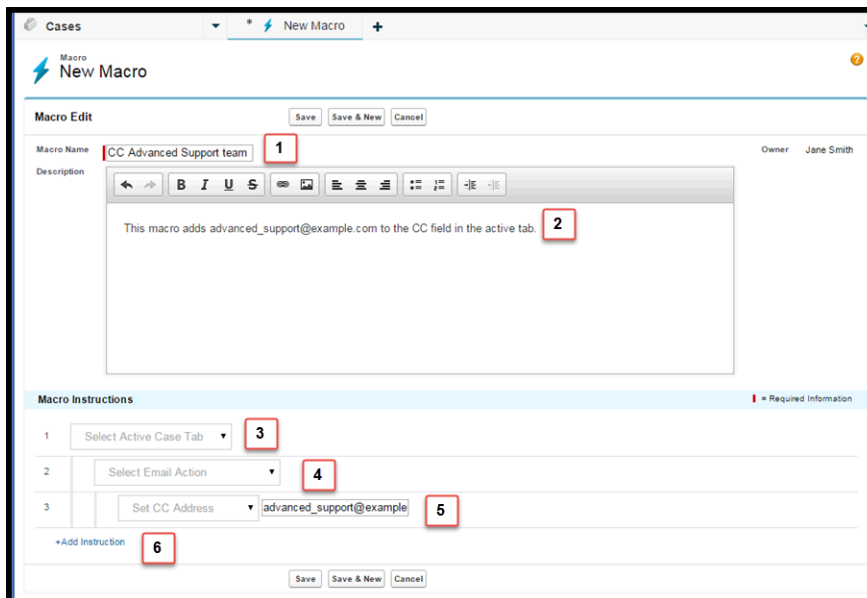 Cases * New Macro +
Macro
New Macro ?
Macro Edit Save Save & New Cancel
Macro Name CC Advanced Support team 1 Owner Jane Smith
Description
B I U S
This macro adds advanced_support@example.com to the CC field in the active tab. 2
Macro Instructions = Required Information
1 Select Active Case Tab 3
2 Select Email Action 4
3 Set CC Address advanced_support@example 5
+Add Instruction 6
Save Save & New Cancel